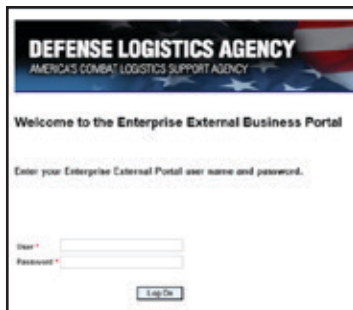 DEFENSE LOGISTICS AGENCY
AMERICA'S COMBAT LOGISTICS SUPPORT AGENCY
Welcome to the Enterprise External Business Portal
Enter your Enterprise External Portal user name and password.
User *
Password *
Log On